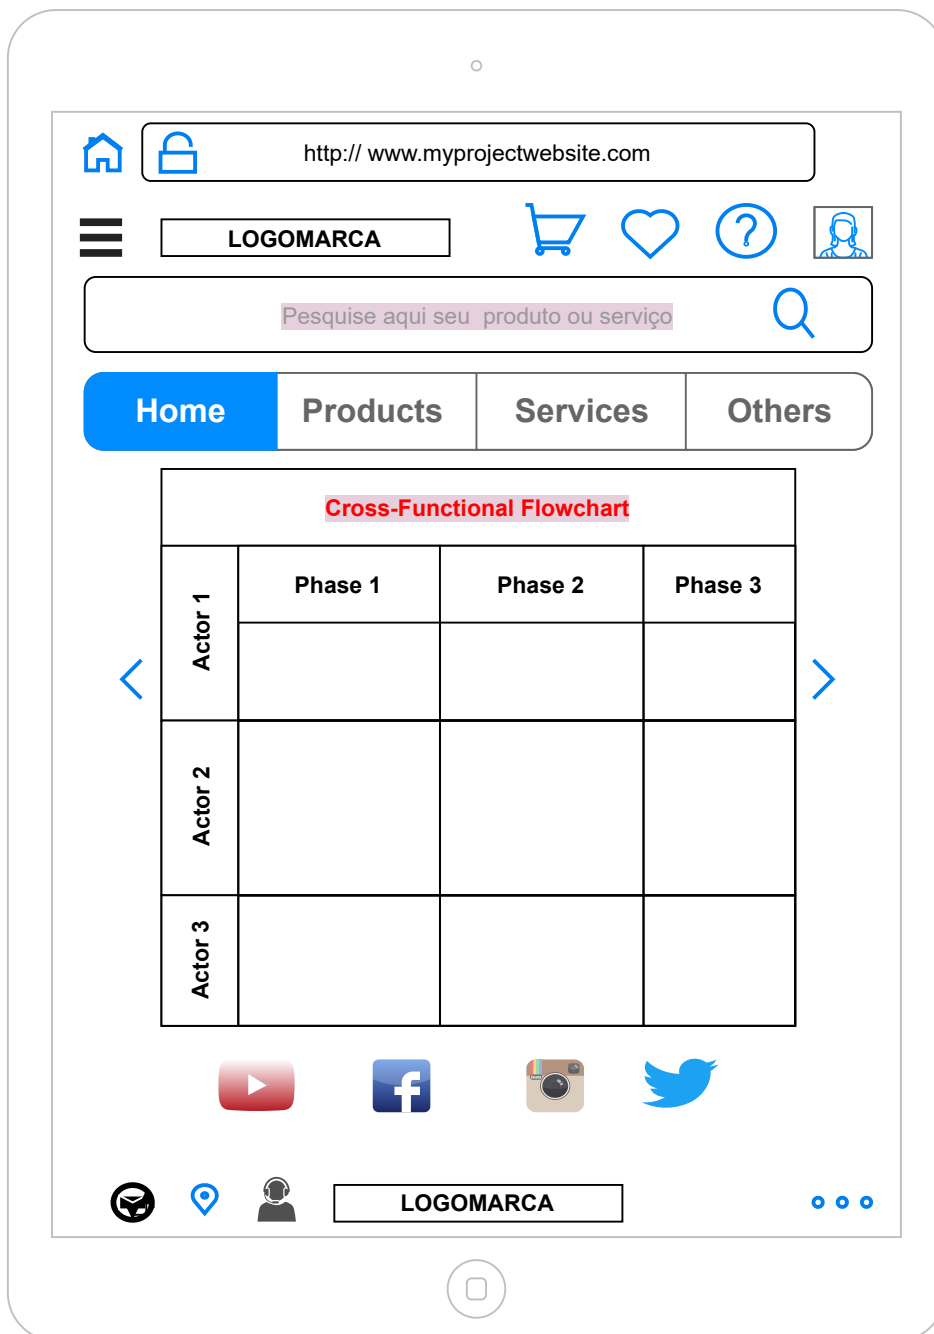 http:// www.myprojectwebsite.com
LOGOMARCA
Pesquise aqui seu  produto ou serviço
Home Products Services Others
Cross-Functional Flowchart
Phase 1 Phase 2 Phase 3
Actor 1
Actor 2
Actor 3
LOGOMARCA